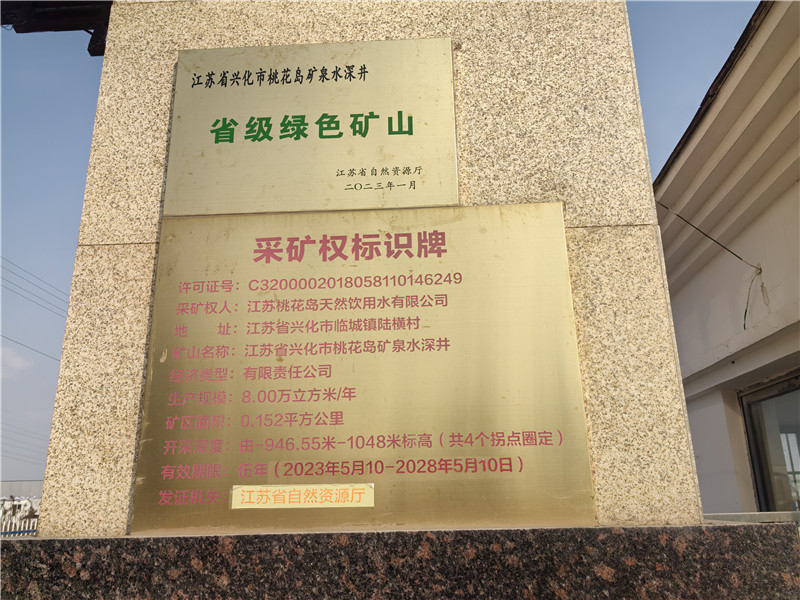 江苏省兴化市桃花岛矿泉水深井
省级绿色矿山
江苏省自然资源厅
二〇二三年一月
采矿权标识牌
许可证号：C3200002018058110146249
采矿权人：江苏桃花岛天然饮用水有限公司
地 址：江苏省兴化市临城镇陆横村
矿山名称：江苏省兴化市桃花岛矿泉水深井
经济类型：有限责任公司
生产规模：8.00万立方米/年
矿区面积：0.152平方公里
开采深度：由-946.55米-1048米标高（共4个拐点圈定）
有效期限：伍年（2023年5月10-2028年5月10日）
发证机关：江苏省自然资源厅